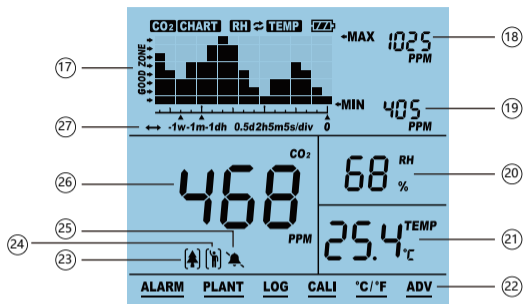 CO2 CHART RH ⇄ TEMP
MAX 1025 PPM 18
17 GOOD ZONE
MIN 405 PPM 19
27 ↔ -1w-1m-1dh 0.5d2h5m5s/div 0
26 468 CO2 PPM
68 RH % 20
25
24
23
25.4 TEMP °C 21
ALARM PLANT LOG CALI °C/°F ADV 22